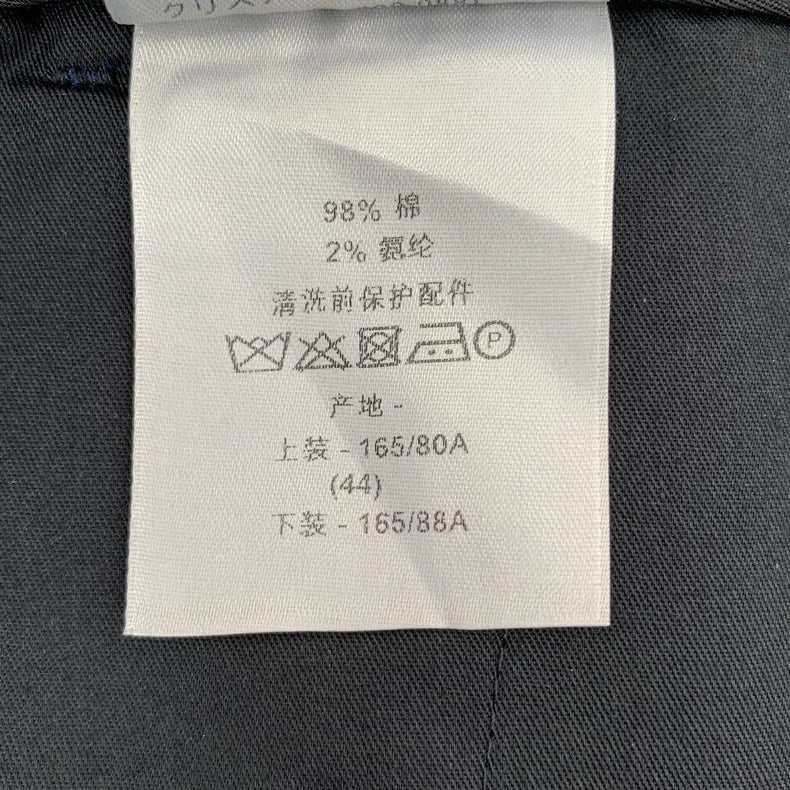 98% 棉
2% 氨纶
清洗前保护配件
P
产地 -
上装 - 165/80A
(44)
下装 - 165/88A